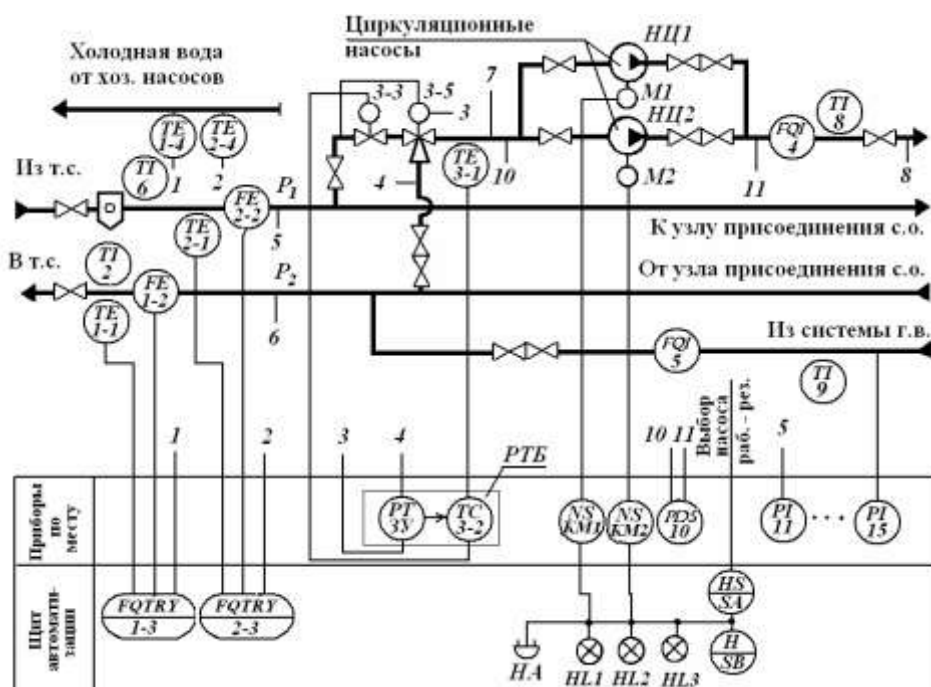 Циркуляционные
насосы
НЦ1
Холодная вода
от хоз. насосов
7
3-3
3-5
3
М1
НЦ2
TE
1-4
TE
2-4
TE
3-1
FQI
4
TI
8
Из т.с.
TI
6
1
2
4
10
М2
11
8
FE
2-2
P1
TE
2-1
5
К узлу присоединения с.о.
В т.с.
TI
2
FE
1-2
P2
От узла присоединения с.о.
TE
1-1
6
Из системы г.в.
FQI
5
TI
9
Выбор
насоса
раб. - рез.
1
2
3
4
РТБ
10
11
5
Приборы по
месту
РТ
ЗУ
TC
3-2
NS
KM1
NS
KM2
PDS
10
PI
11
. . .
PI
15
Щит
автомати-
зации
FQTRY
1-3
FQTRY
2-3
HS
SA
H
SB
HA
HL1
HL2
HL3